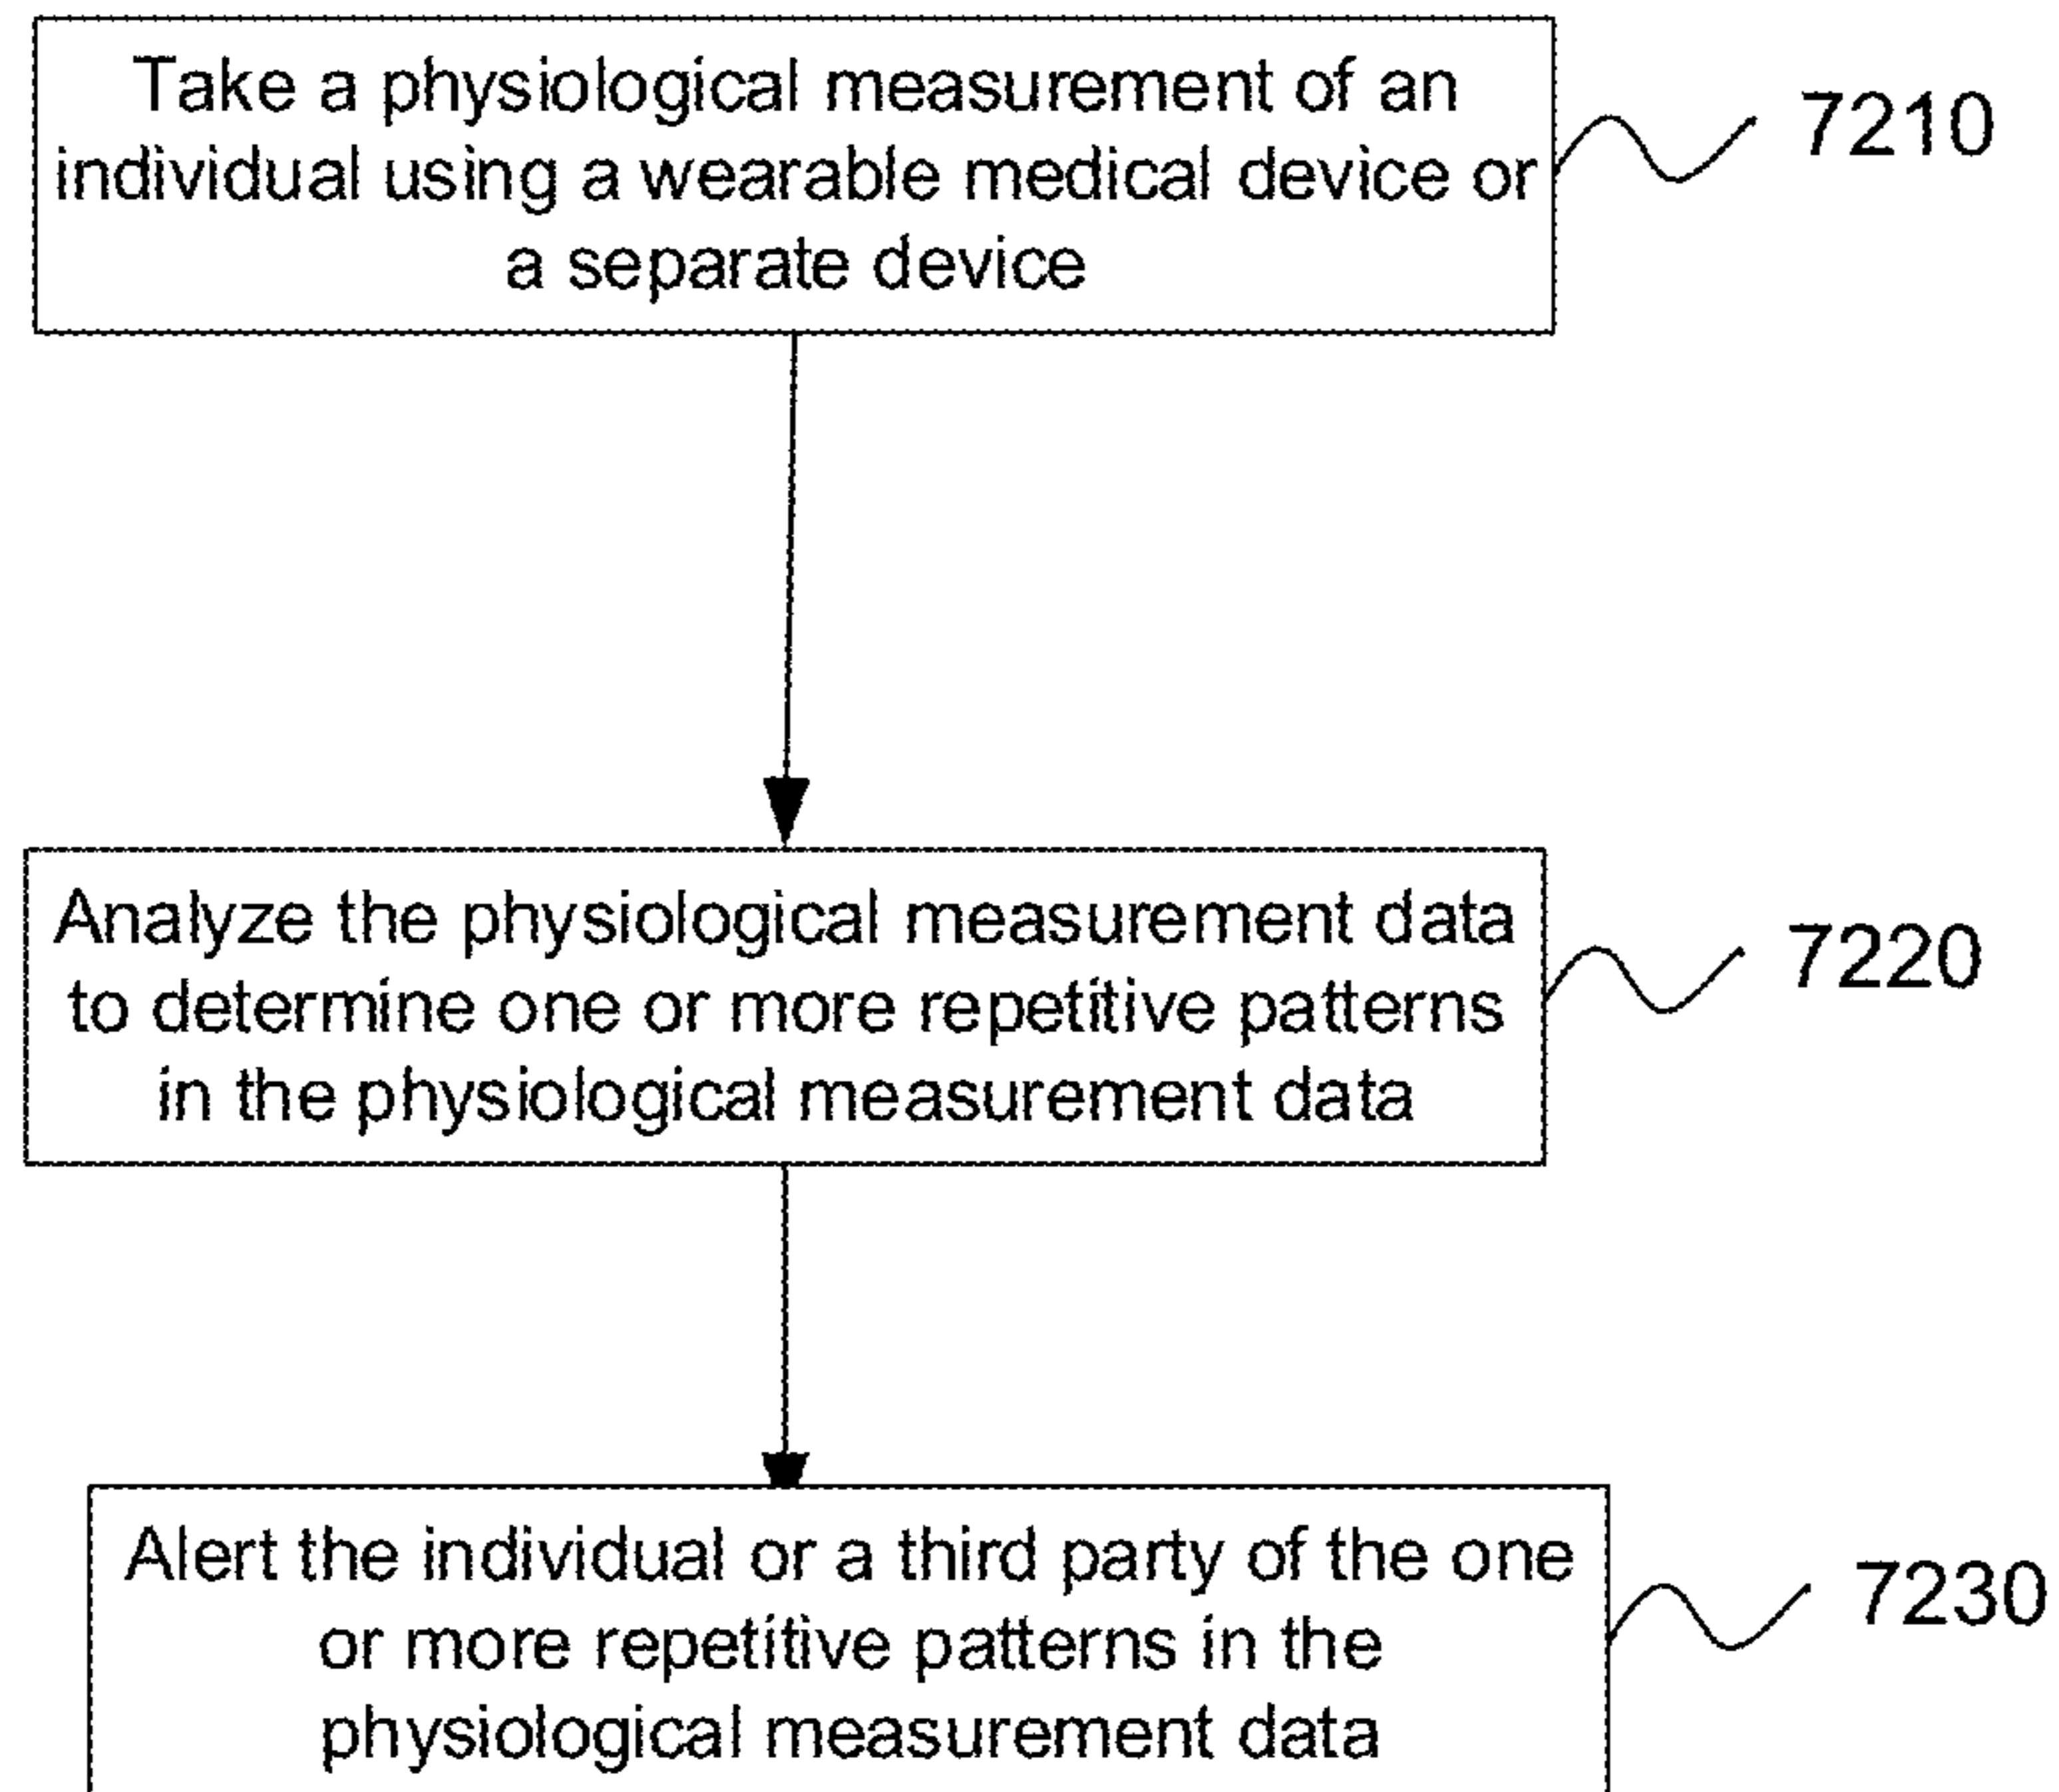 Take a physiological measurement of an
individual using a wearable medical device or
a separate device
7210
Analyze the physiological measurement data
to determine one or more repetitive patterns
in the physiological measurement data
7220
Alert the individual or a third party of the one
or more repetitive patterns in the
physiological measurement data
7230